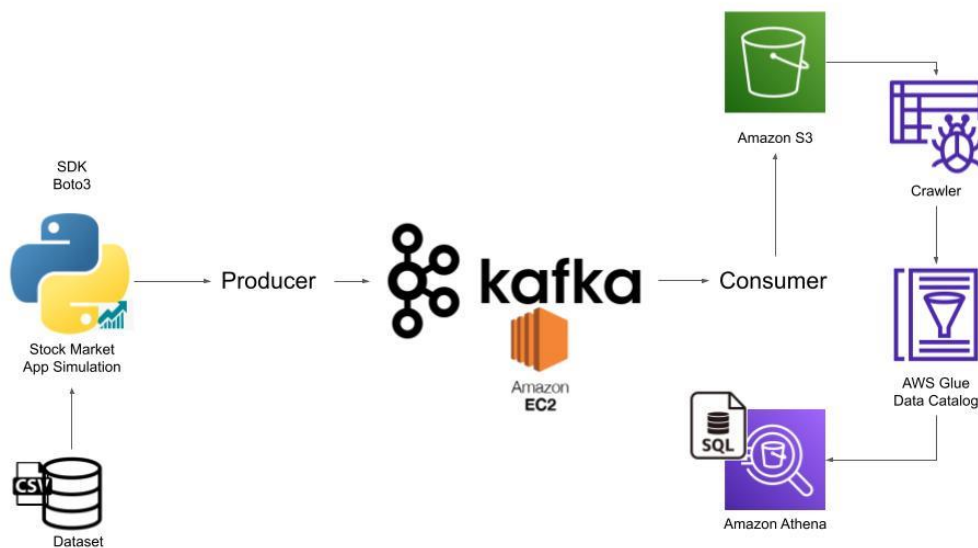 SDK
Boto3
Stock Market
App Simulation
CSV
Dataset
Producer
kafka
Amazon
EC2
Consumer
Amazon S3
Crawler
AWS Glue
Data Catalog
SQL
Amazon Athena